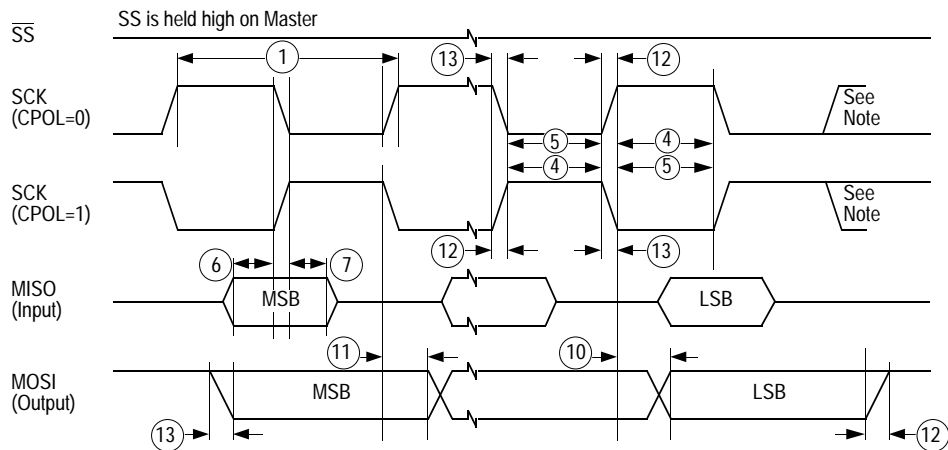 SS is held high on Master
SS
1
13
12
SCK
(CPOL=0)
See
Note
5
4
4
5
SCK
(CPOL=1)
See
Note
12
13
6
7
MISO
(Input)
MSB
LSB
11
10
MOSI
(Output)
MSB
LSB
13
12